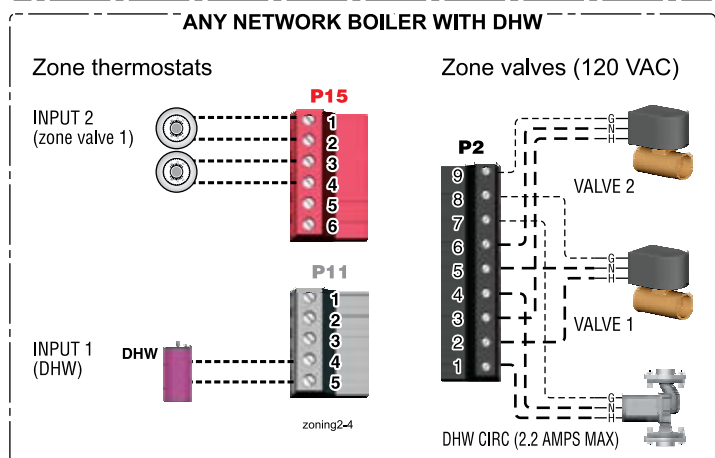 ANY NETWORK BOILER WITH DHW
Zone thermostats
INPUT 2
(zone valve 1)
P15
1
2
3
4
5
6
P11
1
2
3
4
5
INPUT 1
(DHW)
DHW
zoning2-4
Zone valves (120 VAC)
P2
9
8
7
6
5
4
3
2
1
G
N
H
VALVE 2
G
N
H
VALVE 1
G
N
H
DHW CIRC (2.2 AMPS MAX)